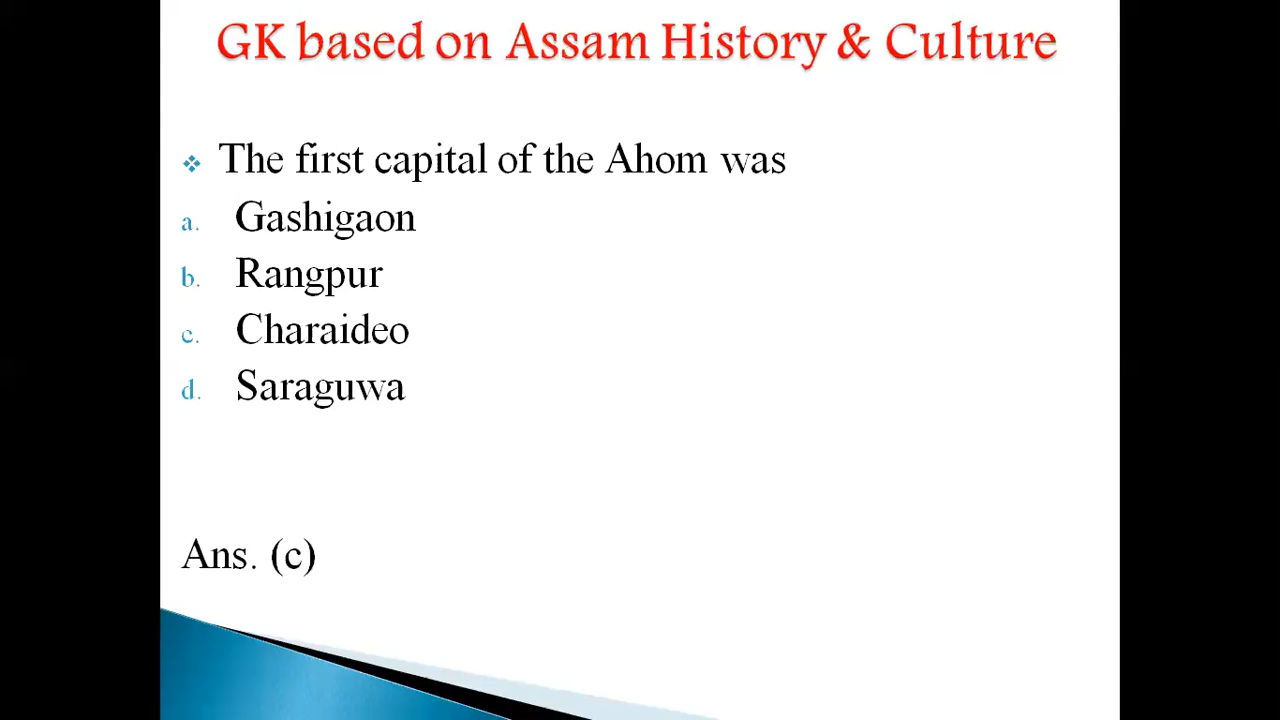 GK based on Assam History & Culture
❖ The first capital of the Ahom was
a. Gashigaon
b. Rangpur
c. Charaideo
d. Saraguwa
Ans. (c)